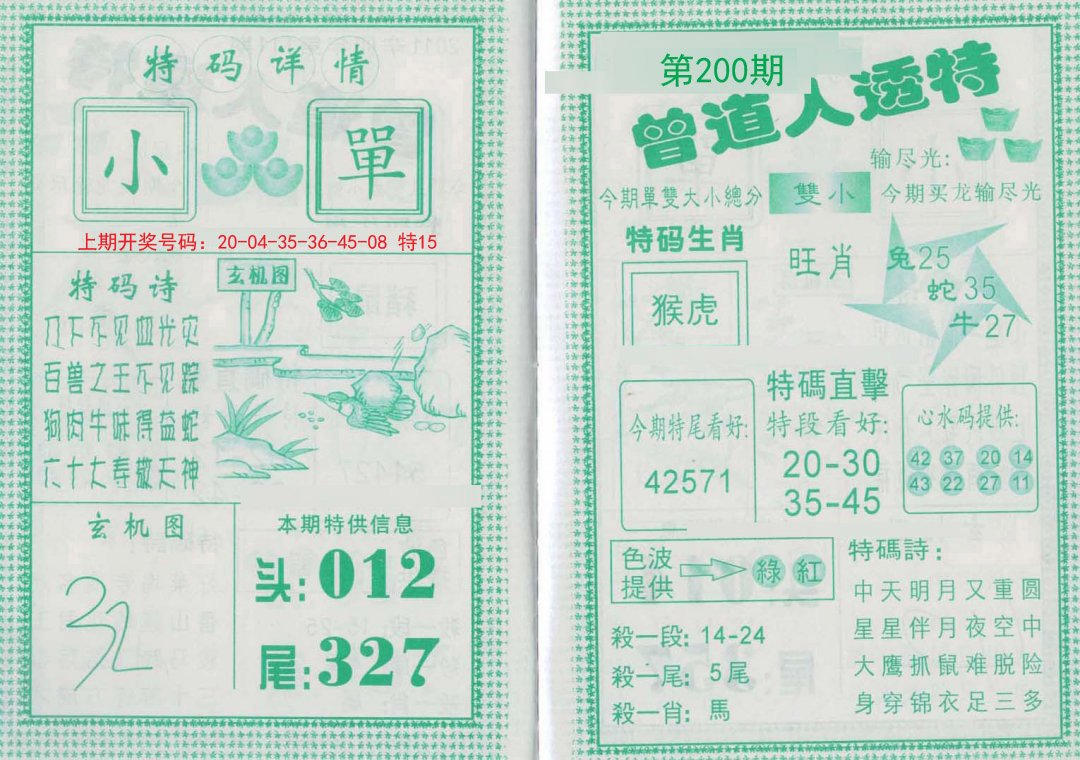 特码详情
小 單
上期开奖号码：20-04-35-36-45-08 特15
特码诗
刀下不见血光灾
百兽之王不见踪
狗肉牛味得益蛇
六十大寿敬天神
玄机图
玄机图
32
本期特供信息
头:012
尾:327
第200期
曾道人透特
输尽光:
今期單雙大小總分 雙小 今期买龙输尽光
特码生肖
猴虎
旺肖
兔25
蛇35
牛27
今期特尾看好:
42571
特碼直擊
特段看好:
20-30
35-45
心水码提供:
42 37 20 14
43 22 27 11
色波
提供
綠 紅
殺一段: 14-24
殺一尾: 5尾
殺一肖: 馬
特碼詩：
中天明月又重圆
星星伴月夜空中
大鹰抓鼠难脱险
身穿锦衣足三多